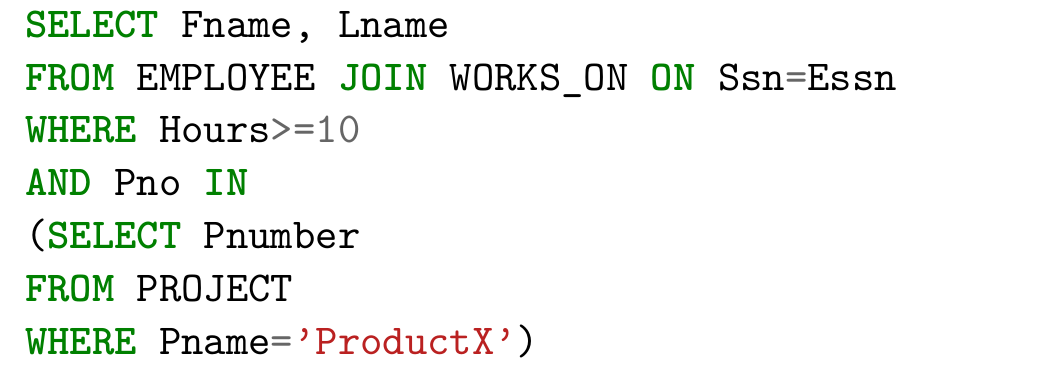 SELECT Fname, Lname
FROM EMPLOYEE JOIN WORKS_ON ON Ssn=Essn
WHERE Hours>=10
AND Pno IN
(SELECT Pnumber
FROM PROJECT
WHERE Pname=’ProductX’)